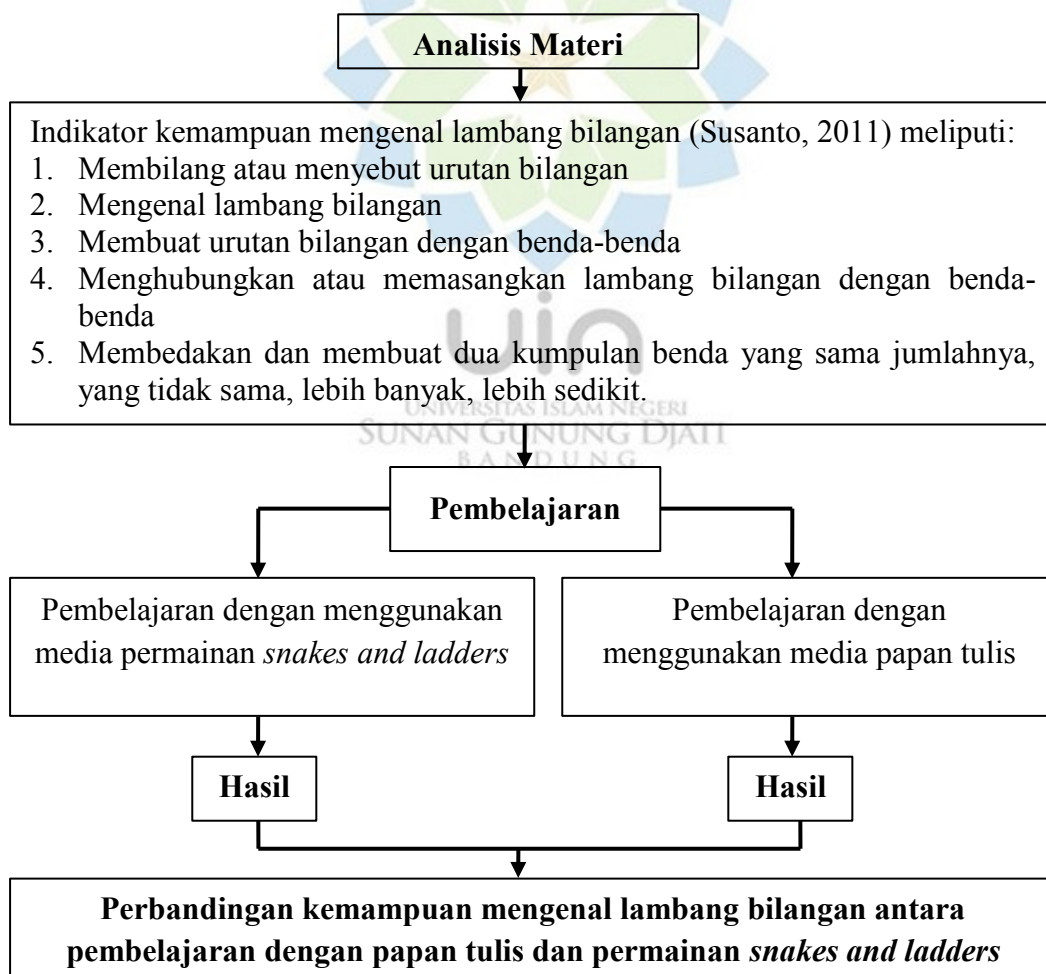 Analisis Materi
Indikator kemampuan mengenal lambang bilangan (Susanto, 2011) meliputi:
1. Membilang atau menyebut urutan bilangan
2. Mengenal lambang bilangan
3. Membuat urutan bilangan dengan benda-benda
4. Menghubungkan atau memasangkan lambang bilangan dengan benda-
benda
5. Membedakan dan membuat dua kumpulan benda yang sama jumlahnya,
yang tidak sama, lebih banyak, lebih sedikit.
uin
UNIVERSITAS ISLAM NEGERI
SUNAN GUNUNG DJATI
BANDUNG
Pembelajaran
Pembelajaran dengan menggunakan
media permainan snakes and ladders
Pembelajaran dengan
menggunakan media papan tulis
Hasil
Hasil
Perbandingan kemampuan mengenal lambang bilangan antara
pembelajaran dengan papan tulis dan permainan snakes and ladders